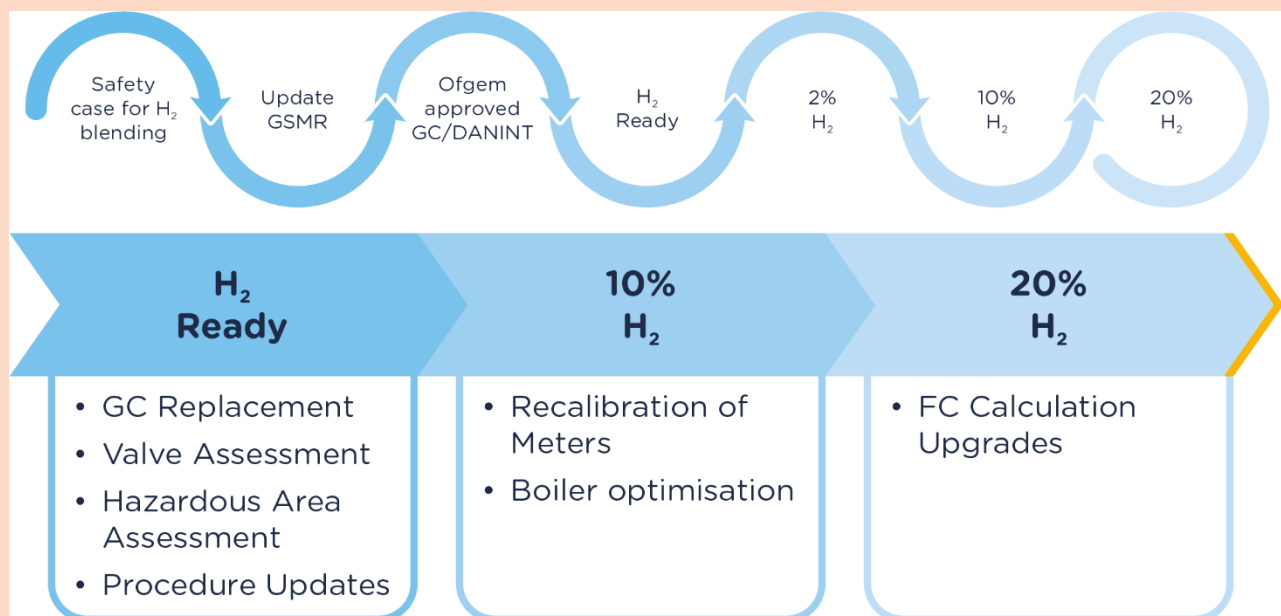 Safety
case for H₂
blending
Update
GSMR
Ofgem
approved
GC/DANINT
H₂
Ready
2%
H₂
10%
H₂
20%
H₂
H₂
Ready
10%
H₂
20%
H₂
• GC Replacement
• Valve Assessment
• Hazardous Area
Assessment
• Procedure Updates
• Recalibration of
Meters
• Boiler optimisation
• FC Calculation
Upgrades